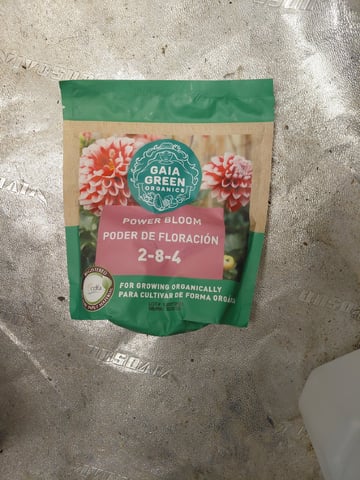 GAIA
GREEN
ORGANICS
POWER BLOOM
PODER DE FLORACIÓN
2-8-4
FOR GROWING ORGANICALLY
PARA CULTIVAR DE FORMA ORGÁ
cdfa